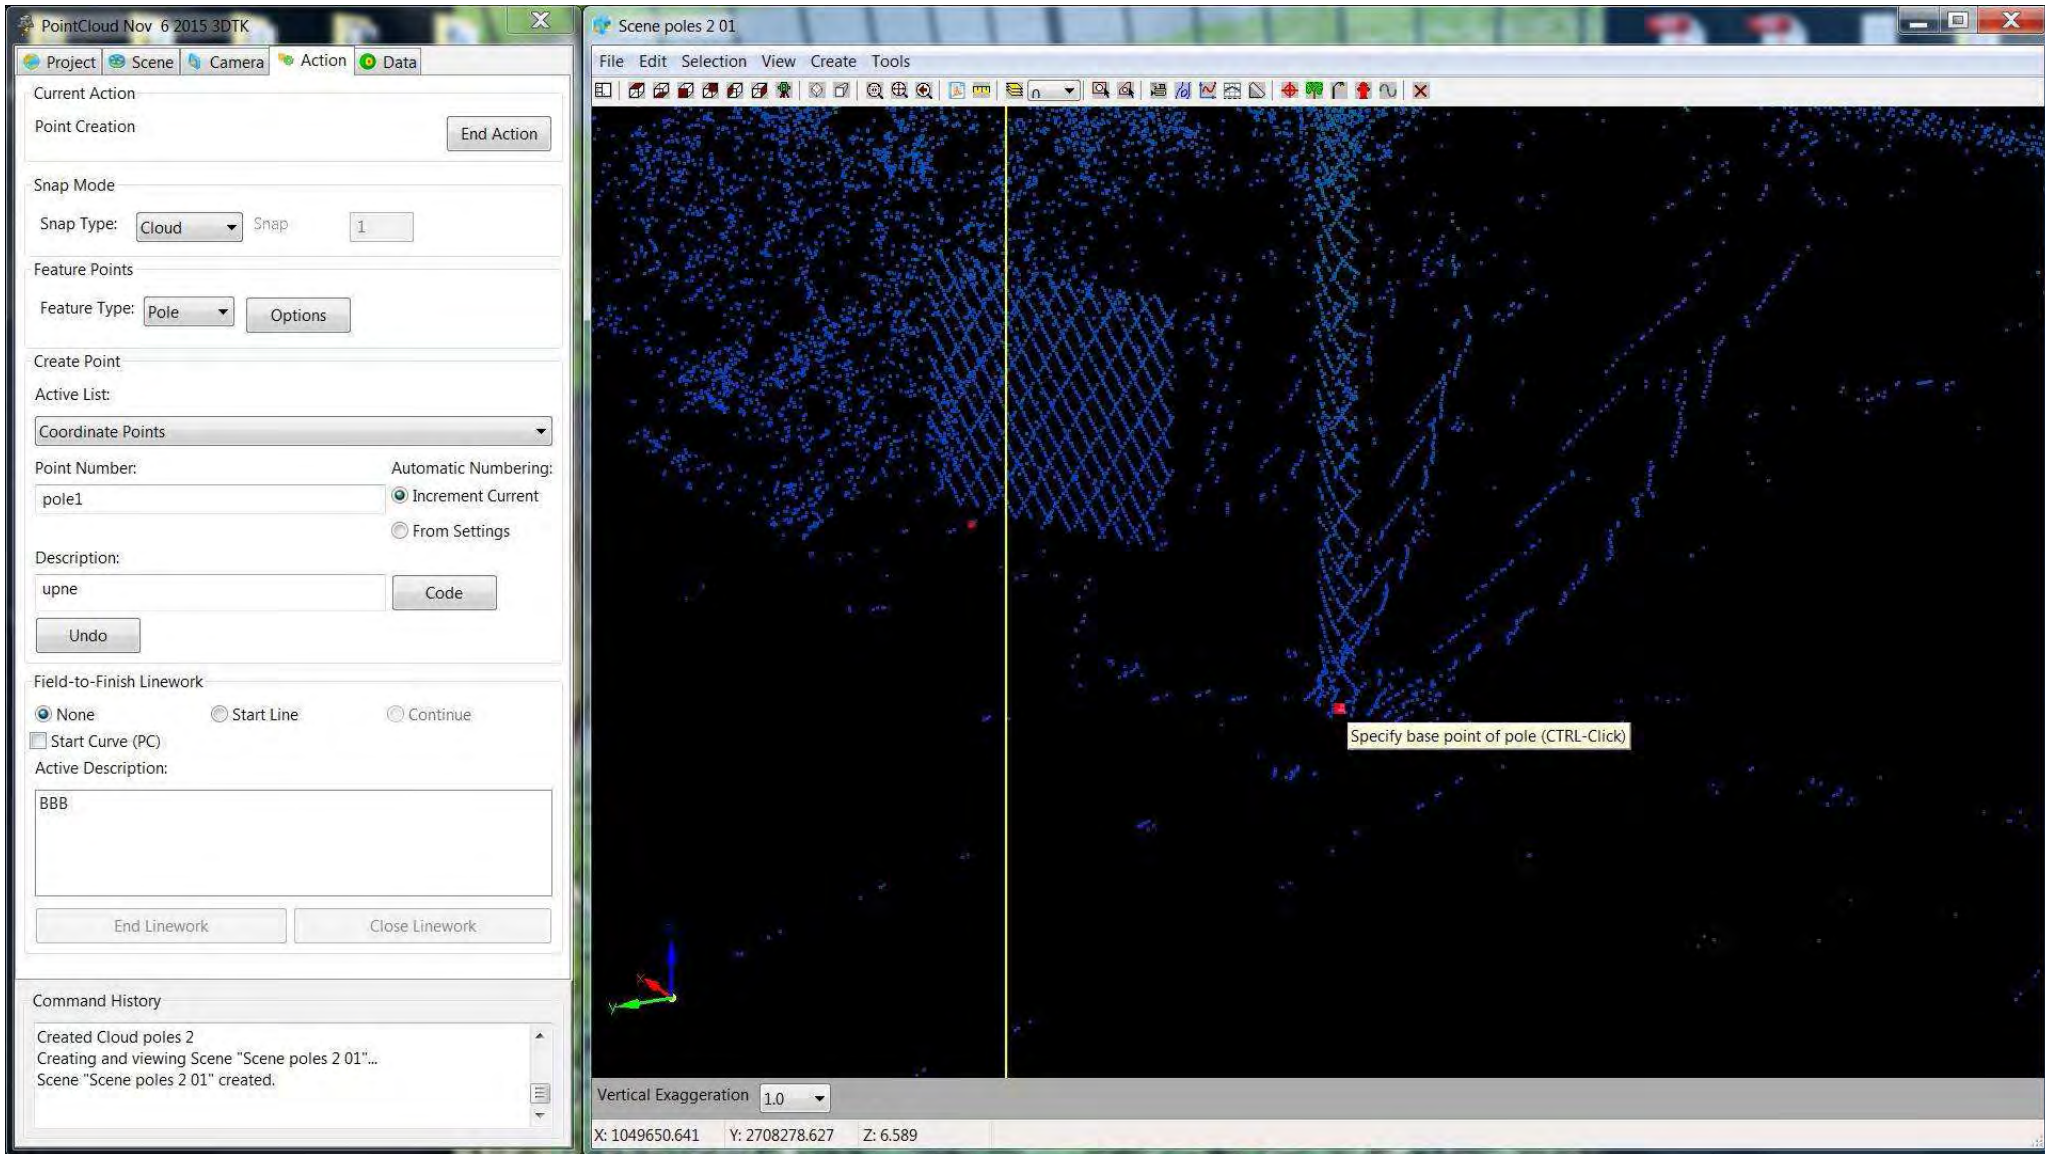 PointCloud Nov 6 2015 3DTK
Project Scene Camera Action Data
Current Action
Point Creation
End Action
Snap Mode
Snap Type: Cloud Snap 1
Feature Points
Feature Type: Pole Options
Create Point
Active List:
Coordinate Points
Point Number: Automatic Numbering:
pole1 Increment Current
From Settings
Description:
upne Code
Undo
Field-to-Finish Linework
None Start Line Continue
Start Curve (PC)
Active Description:
BBB
End Linework Close Linework
Command History
Created Cloud poles 2
Creating and viewing Scene "Scene poles 2 01"...
Scene "Scene poles 2 01" created.
Scene poles 2 01
File Edit Selection View Create Tools
n
Specify base point of pole (CTRL-Click)
X
y
Vertical Exaggeration 1.0
X: 1049650.641 Y: 2708278.627 Z: 6.589